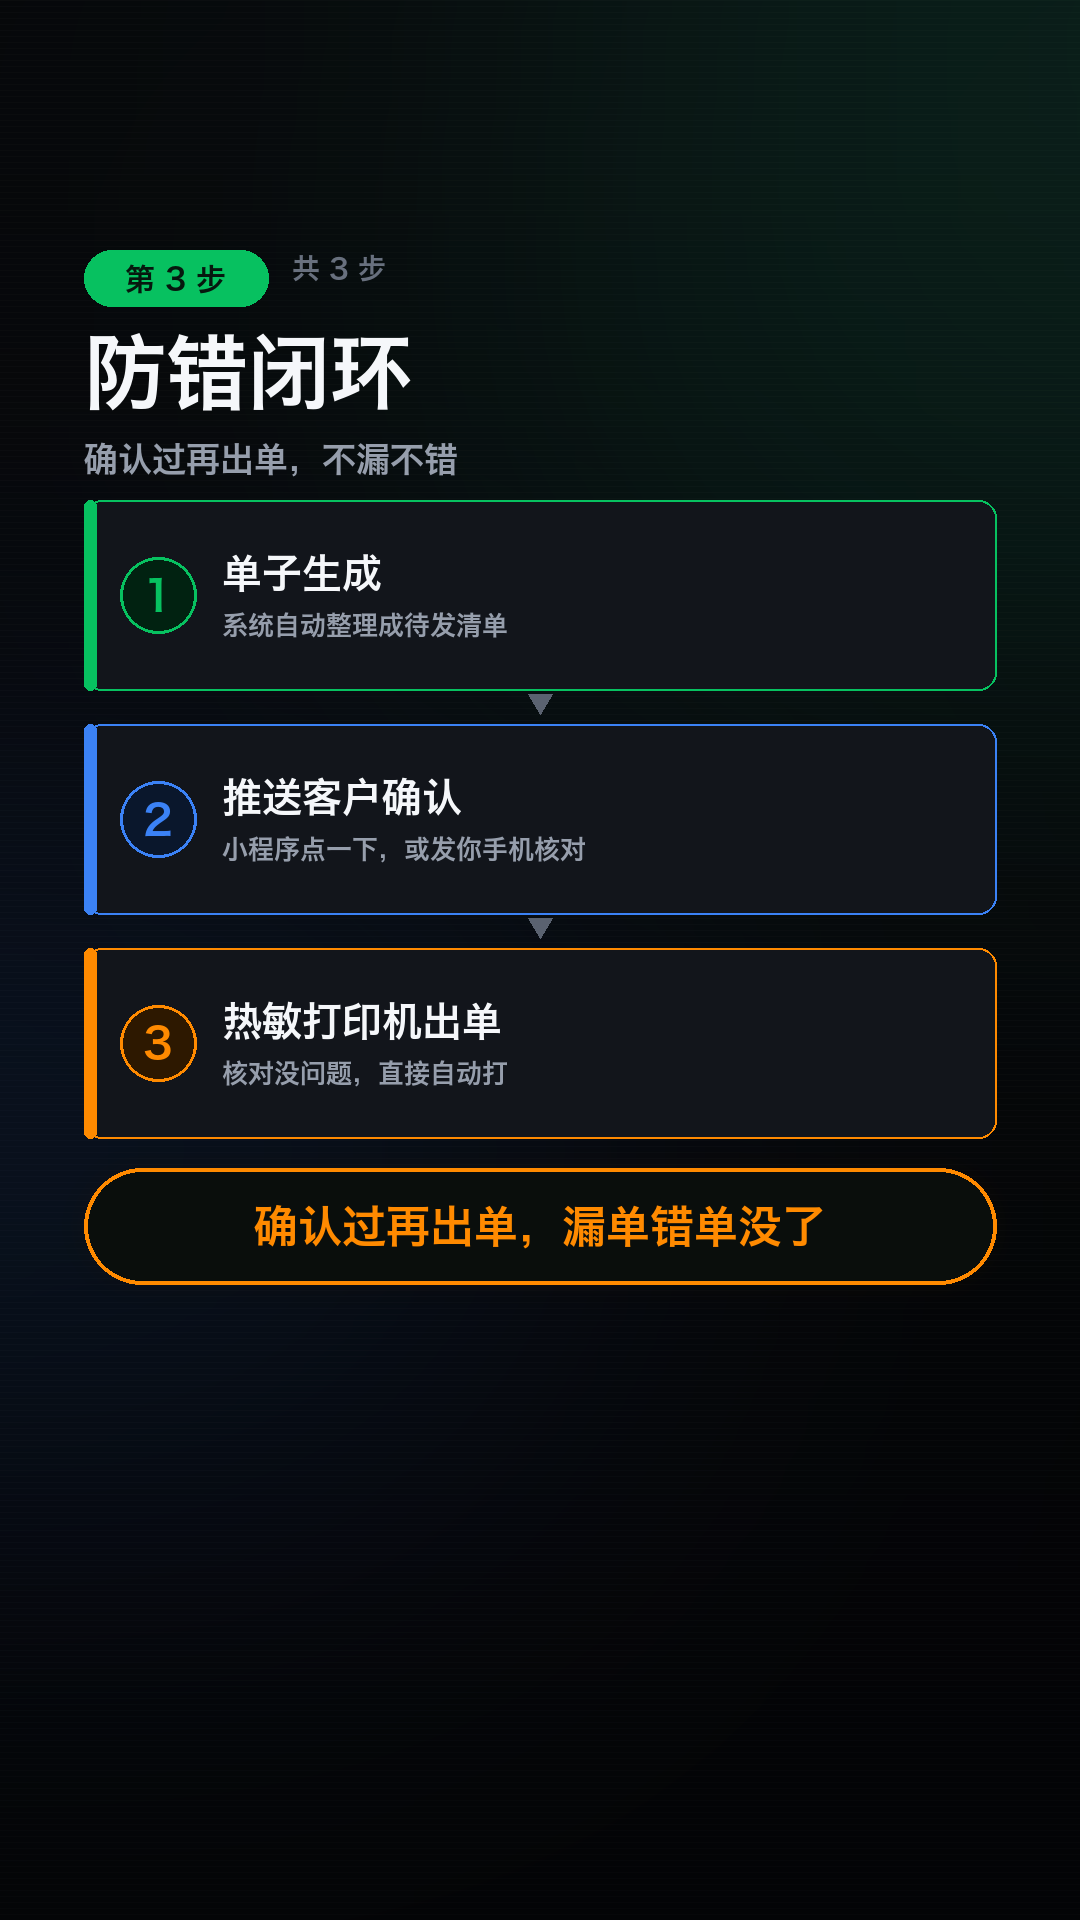 第 3 步
共 3 步
防错闭环
确认过再出单，不漏不错
1
单子生成
系统自动整理成待发清单
2
推送客户确认
小程序点一下，或发你手机核对
3
热敏打印机出单
核对没问题，直接自动打
确认过再出单，漏单错单没了